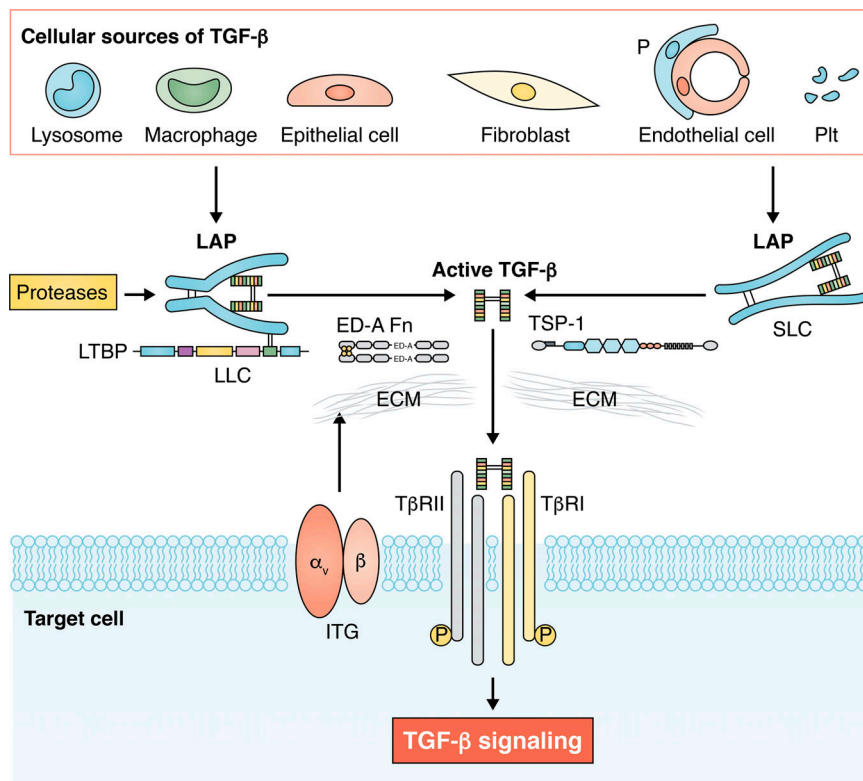 Cellular sources of TGF-β
P
Lysosome
Macrophage
Epithelial cell
Fibroblast
Endothelial cell
Plt
LAP
LAP
Proteases
Active TGF-β
SLC
LTBP
LLC
ED-A Fn
ED-A
ED-A
TSP-1
ECM
ECM
TβRII
TβRI
αv
β
Target cell
ITG
P
P
TGF-β signaling